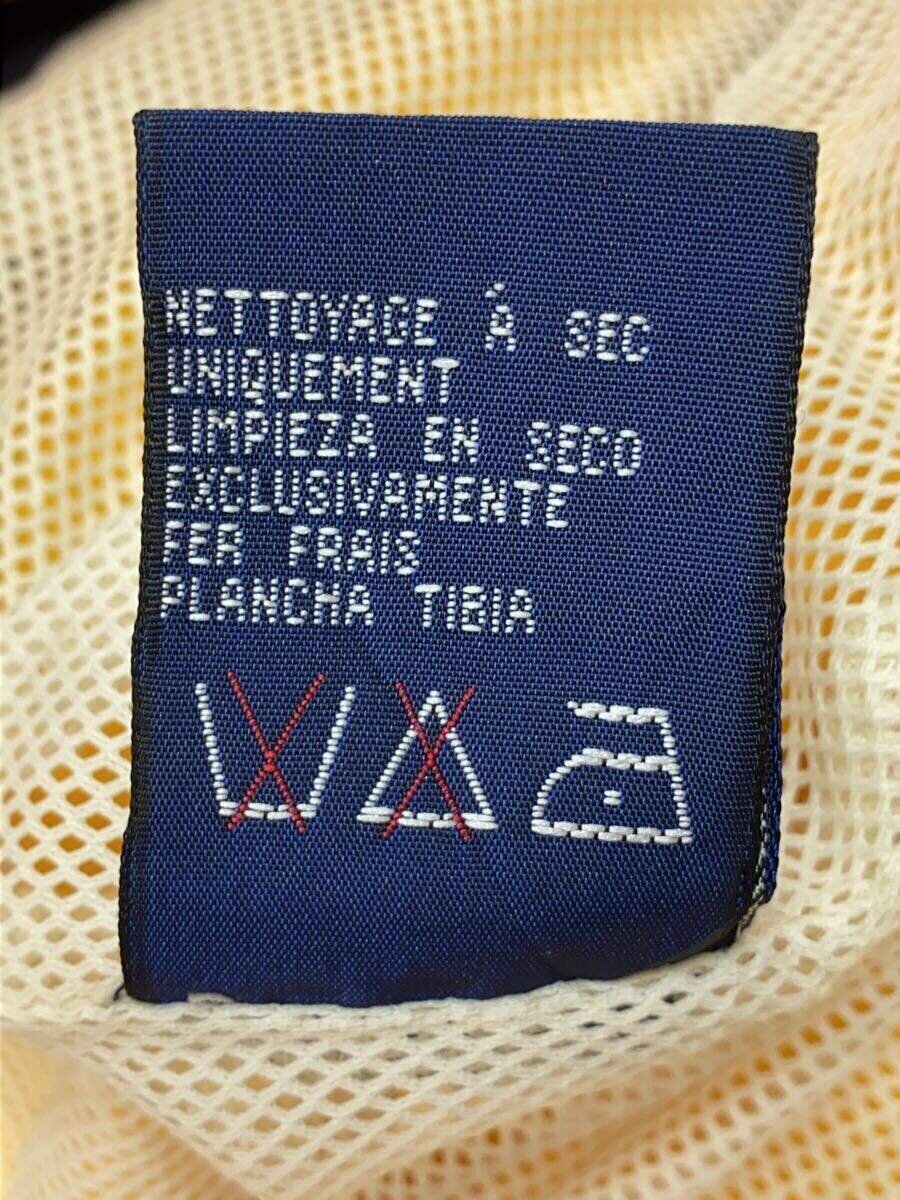 NETTOYAGE Á SEC
UNIQUEMENT
LIMPIEZA EN SECO
EXCLUSIVAMENTE
FER FRAIS
PLANCHA TIBIA